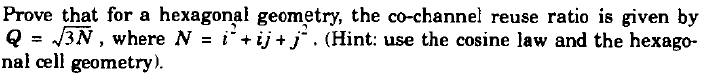 Prove that for a hexagonal geometry, the co-channel reuse ratio is given by
Q = √3N , where N = i² + ij + j² . (Hint: use the cosine law and the hexago-
nal cell geometry).